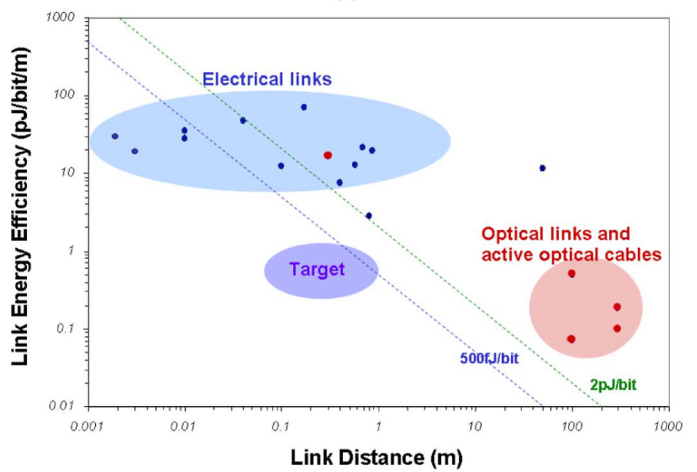 1000
100
10
1
0.1
0.01
Link Energy Efficiency (pJ/bit/m)
Electrical links
Target
Optical links and
active optical cables
500fJ/bit
2pJ/bit
0.001
0.01
0.1
1
10
100
1000
Link Distance (m)